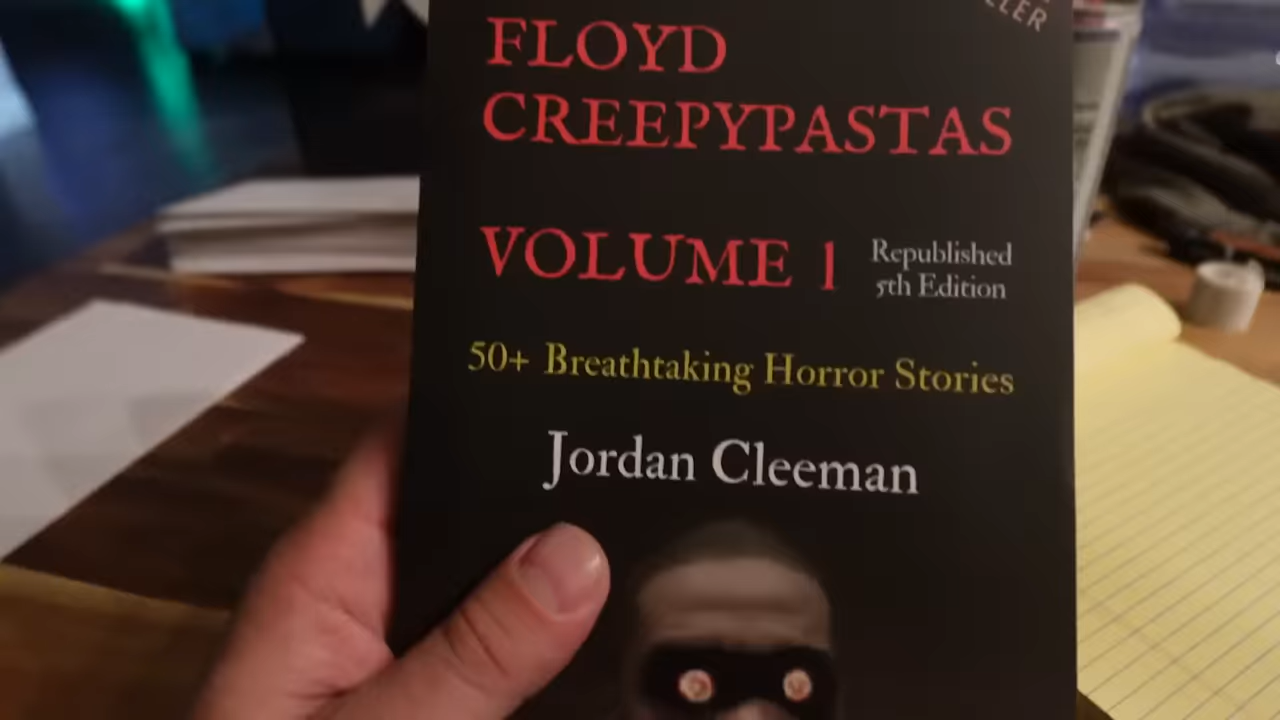 FLOYD
CREEPYPASTAS
VOLUME 1
Republished
5th Edition
50+ Breathtaking Horror Stories
Jordan Cleeman